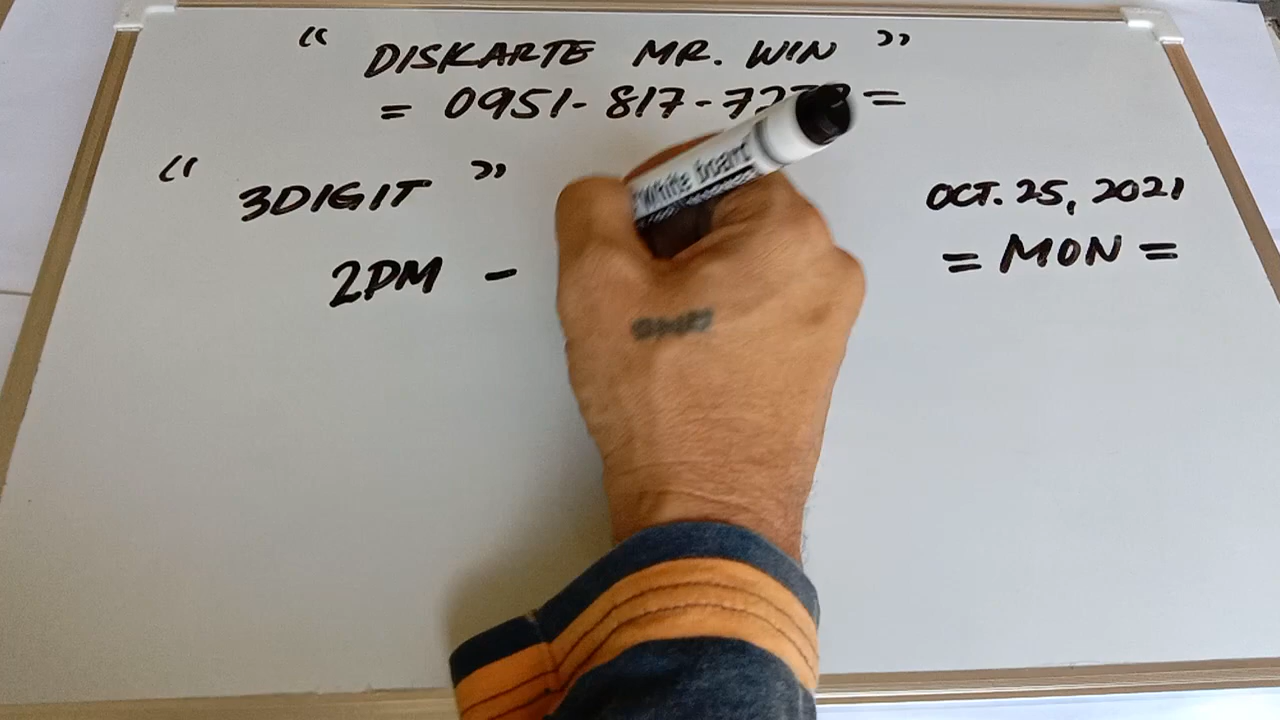 “ DISKARTE MR. WIN ”
= 0951-817- =
“ 3DIGIT ”
OCT. 25, 2021
2PM -
= MON =
White board